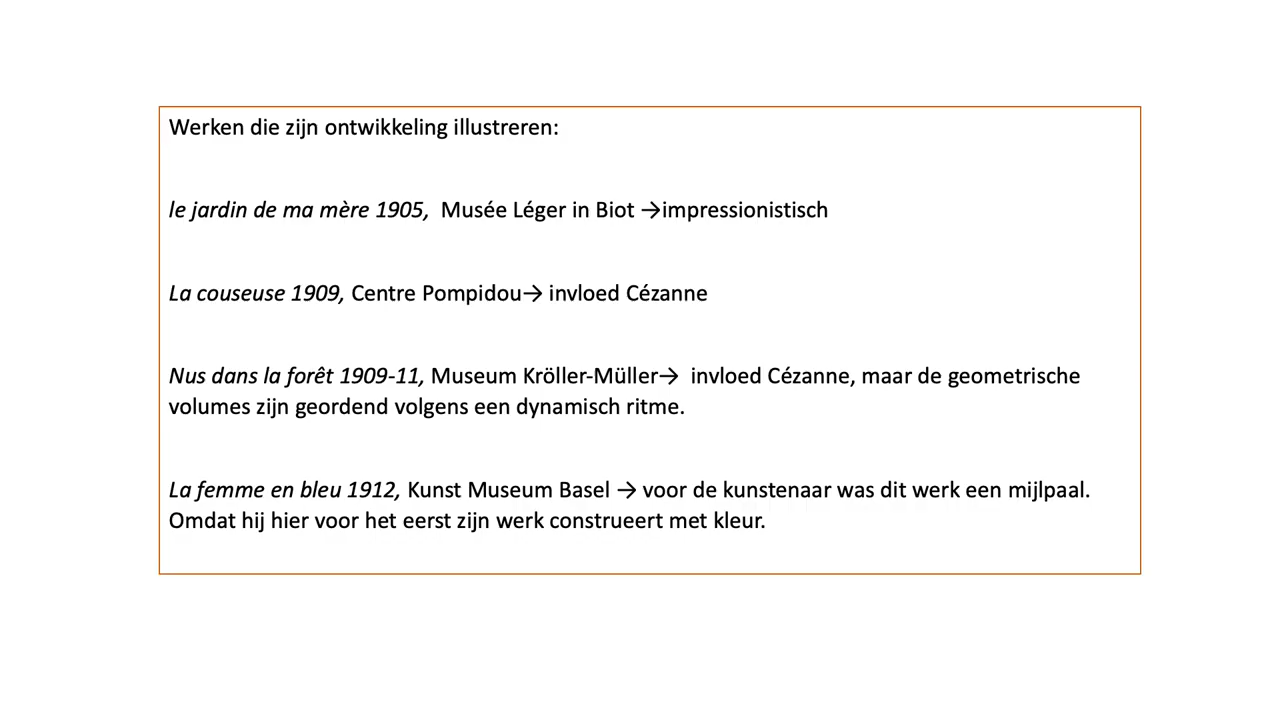 Werken die zijn ontwikkeling illustreren:
le jardin de ma mère 1905,  Musée Léger in Biot →impressionistisch
La couseuse 1909, Centre Pompidou→ invloed Cézanne
Nus dans la forêt 1909-11, Museum Kröller-Müller→  invloed Cézanne, maar de geometrische
volumes zijn geordend volgens een dynamisch ritme.
La femme en bleu 1912, Kunst Museum Basel → voor de kunstenaar was dit werk een mijlpaal.
Omdat hij hier voor het eerst zijn werk construeert met kleur.